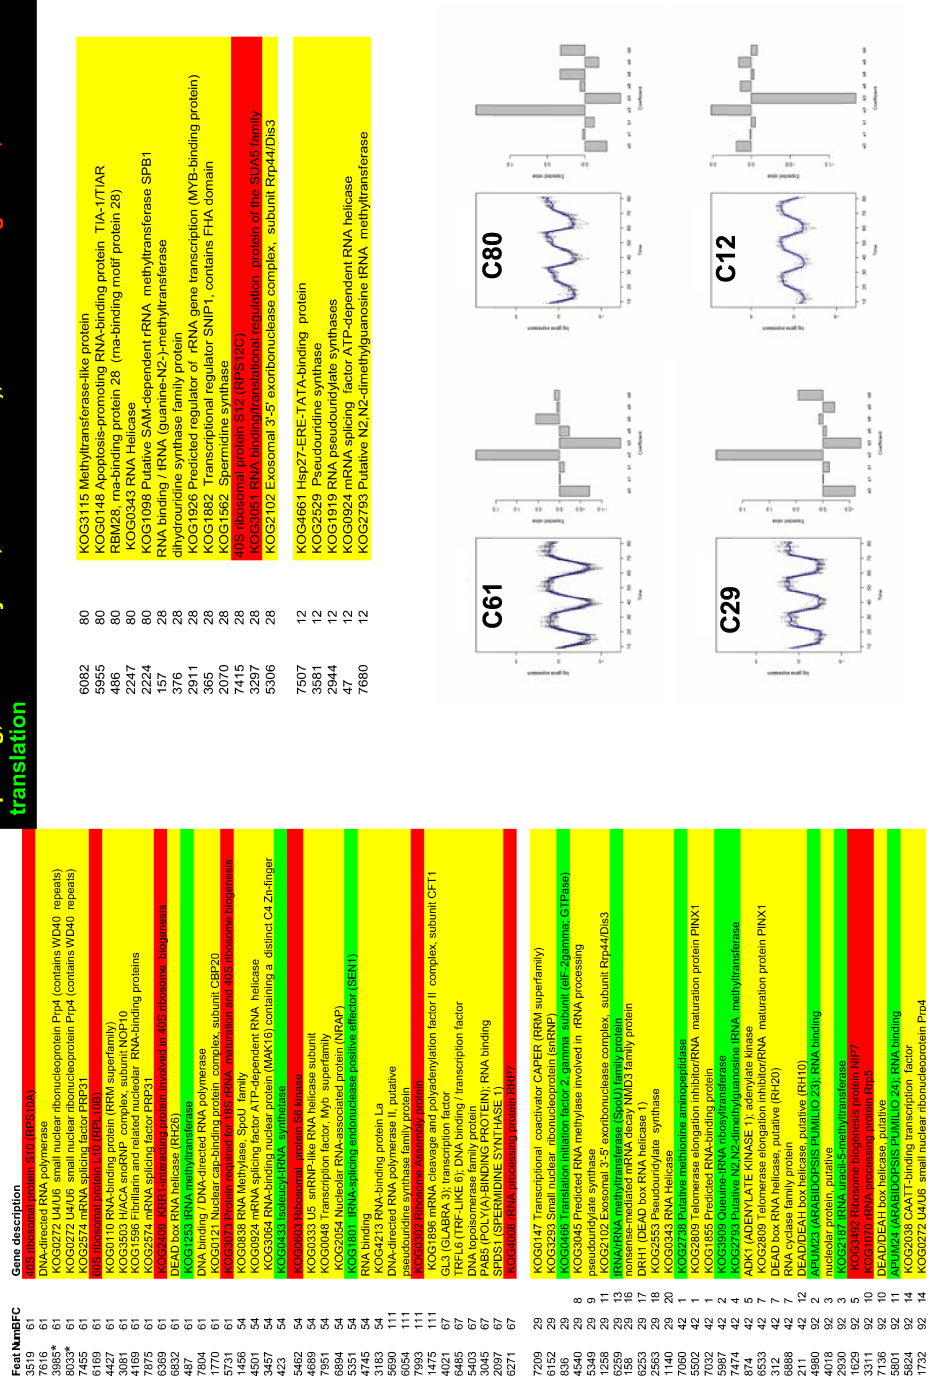 translation
Feat Num BFC Gene description
3519 61 40S ribosomal protein S10 (RPS10A)
7616 61 DNA-directed RNA polymerase
3985* 61 KOG0272 U4/U6 small nuclear ribonucleoprotein Prp4 (contains WD40 repeats)
8033* 61 KOG0272 U4/U6 small nuclear ribonucleoprotein Prp4 (contains WD40 repeats)
7455 61 KOG2574 mRNA splicing factor PRP31
6169 61 60S ribosomal protein L10 (RPL10B)
4427 61 KOG0110 RNA-binding protein (RRM superfamily)
3081 61 KOG3503 H/ACA snoRNP complex, subunit NOP10
4169 61 KOG1596 Fibrillarin and related nucleolar RNA-binding proteins
7875 61 KOG2574 mRNA splicing factor PRP31
6369 61 KOG2409 KRR1-interacting protein involved in 40S ribosome biogenesis
6832 61 DEAD box RNA helicase (RH26)
487 61 KOG1253 tRNA methyltransferase
7804 61 DNA binding / DNA-directed RNA polymerase
1770 61 KOG0121 Nuclear cap-binding protein complex, subunit CBP20
5731 61 KOG3073 Protein required for 18S rRNA maturation and 40S ribosome biogenesis
1456 54 KOG0838 RNA Methylase, SpoU family
4501 54 KOG0924 mRNA splicing factor ATP-dependent RNA helicase
3457 54 KOG3064 RNA-binding nuclear protein (MAK16) containing a distinct C4 Zn-finger
423 54 KOG0433 Isoleucyl-tRNA synthetase
5462 54 KOG0603 Ribosomal protein S6 kinase
4689 54 KOG0333 U5 snRNP-like RNA helicase subunit
7951 54 KOG0048 Transcription factor, Myb superfamily
6894 54 KOG2054 Nucleolar RNA-associated protein (NRAP)
5351 54 KOG1801 tRNA-splicing endonuclease positive effector (SEN1)
4745 54 RNA binding
3183 54 KOG4213 RNA-binding protein La
5690 111 DNA-directed RNA polymerase II, putative
6054 111 pseudouridine synthase family protein
7993 111 KOG0302 Ribosome Assembly protein
1475 111 KOG1896 mRNA cleavage and polyadenylation factor II complex, subunit CFT1
4021 67 GL3 (GLABRA 3); transcription factor
6485 67 TRFL6 (TRF-LIKE 6); DNA binding / transcription factor
5403 67 DNA topoisomerase family protein
3045 67 PAB5 (POLY(A)-BINDING PROTEIN); RNA binding
2097 67 SPDS1 (SPERMIDINE SYNTHASE 1)
6271 67 KOG4008 rRNA processing protein RRP7
7209 29 KOG0147 Transcriptional coactivator CAPER (RRM superfamily)
6152 29 KOG3293 Small nuclear ribonucleoprotein (snRNP)
836 29 KOG0466 Translation initiation factor 2, gamma subunit (eIF-2gamma; GTPase)
4540 29 8 KOG3045 Predicted RNA methylase involved in rRNA processing
5349 29 9 pseudouridylate synthase
1258 29 11 KOG2102 Exosomal 3'-5' exoribonuclease complex, subunit Rrp44/Dis3
6259 29 13 tRNA/rRNA methyltransferase (SpoU) family protein
158 29 16 nonsense-mediated mRNA decay NMD3 family protein
6253 29 17 DRH1 (DEAD box RNA helicase 1)
2563 29 18 KOG2553 Pseudouridylate synthase
1140 29 20 KOG0343 RNA Helicase
7060 42 1 KOG2738 Putative methionine aminopeptidase
5502 42 1 KOG2809 Telomerase elongation inhibitor/RNA maturation protein PINX1
7032 42 1 KOG1855 Predicted RNA-binding protein
5987 42 2 KOG3909 Queuine-tRNA ribosyltransferase
7474 42 4 KOG2793 Putative N2,N2-dimethylguanosine tRNA methyltransferase
874 42 5 ADK1 (ADENYLATE KINASE 1); adenylate kinase
6533 42 7 KOG2809 Telomerase elongation inhibitor/RNA maturation protein PINX1
312 42 7 DEAD box RNA helicase, putative (RH20)
6888 42 7 RNA cyclase family protein
211 42 12 DEAD/DEAH box helicase, putative (RH10)
4980 92 2 APUM23 (ARABIDOPSIS PUMILIO 23); RNA binding
4018 92 3 nucleolar protein, putative
2930 92 3 KOG2187 tRNA uracil-5-methyltransferase
1629 92 5 KOG3492 Ribosome biogenesis protein NIP7
3311 92 10 KOG1070 rRNA processing protein Rrp5
7136 92 10 DEAD/DEAH box helicase, putative
5801 92 11 APUM24 (ARABIDOPSIS PUMILIO 24); RNA binding
5824 92 14 KOG2038 CAATT-binding transcription factor
1732 92 14 KOG0272 U4/U6 small nuclear ribonucleoprotein Prp4
6082 80 KOG3115 Methyltransferase-like protein
5955 80 KOG0148 Apoptosis-promoting RNA-binding protein TIA-1/TIAR
486 80 RBM28, rna-binding protein 28 (rna-binding motif protein 28)
2247 80 KOG0343 RNA Helicase
2224 80 KOG1098 Putative SAM-dependent rRNA methyltransferase SPB1
157 28 RNA binding / tRNA (guanine-N2-)-methyltransferase
376 28 dihydrouridine synthase family protein
2911 28 KOG1926 Predicted regulator of rRNA gene transcription (MYB-binding protein)
365 28 KOG1882 Transcriptional regulator SNIP1, contains FHA domain
2070 28 KOG1562 Spermidine synthase
7415 28 40S ribosomal protein S12 (RPS12C)
3297 28 KOG3051 RNA binding/translational regulation protein of the SUA5 family
5306 28 KOG2102 Exosomal 3'-5' exoribonuclease complex, subunit Rrp44/Dis3
7507 12 KOG4661 Hsp27-ERE-TATA-binding protein
3581 12 KOG2529 Pseudouridine synthase
2944 12 KOG1919 RNA pseudouridylate synthases
47 12 KOG0924 mRNA splicing factor ATP-dependent RNA helicase
7680 12 KOG2793 Putative N2,N2-dimethylguanosine tRNA methyltransferase
C61
C80
C29
C12
log gene expression
Time
Expected value
Coefficient